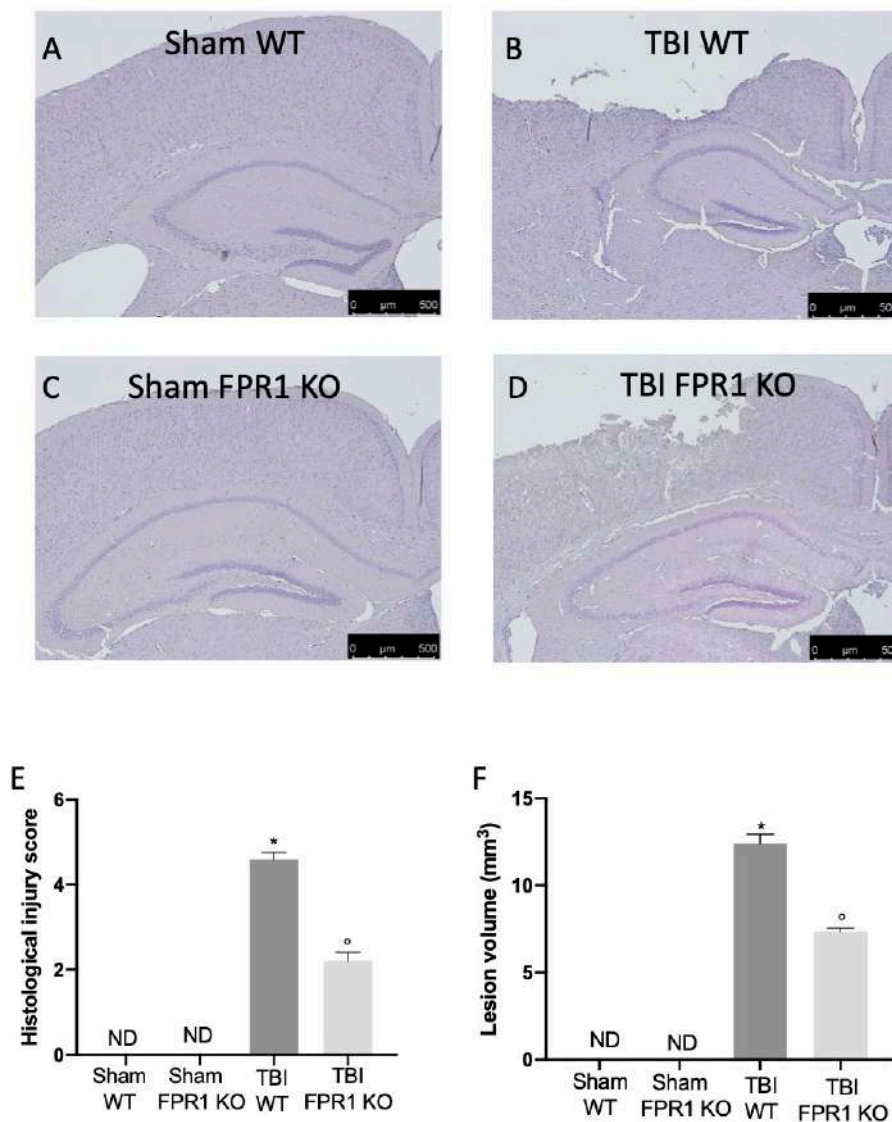 A Sham WT
B TBI WT
0 µm 500
0 µm 50
C Sham FPR1 KO
D TBI FPR1 KO
0 µm 500
0 µm 50
E
Histological injury score
6
4
2
0
ND
ND
*
°
Sham WT
Sham FPR1 KO
TBI WT
TBI FPR1 KO
F
Lesion volume (mm³)
15
10
5
0
ND
ND
*
°
Sham WT
Sham FPR1 KO
TBI WT
TBI FPR1 KO